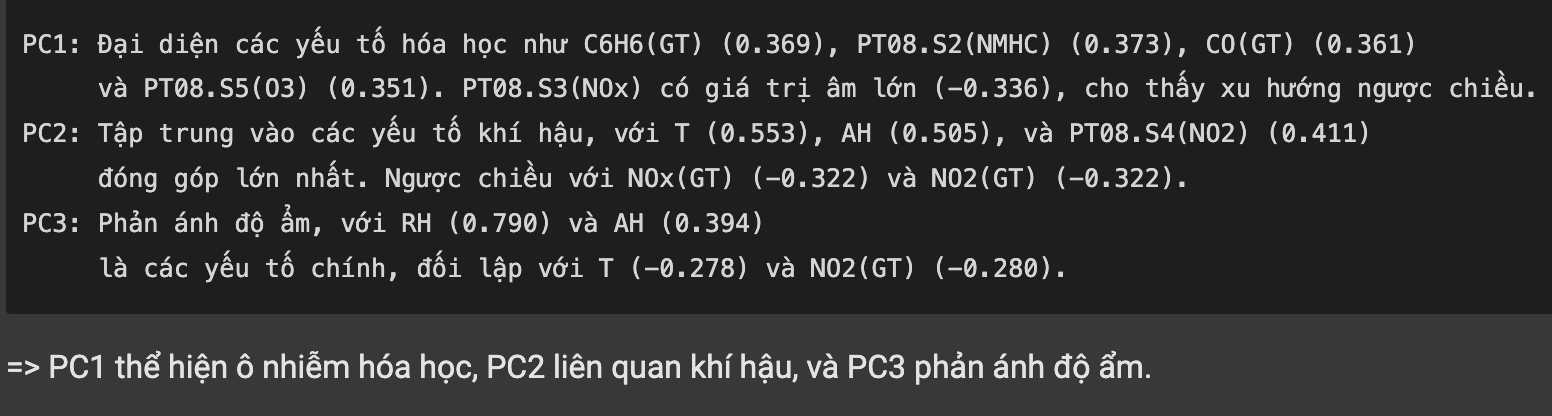 PC1: Đại diện các yếu tố hóa học như C6H6(GT) (0.369), PT08.S2(NMHC) (0.373), CO(GT) (0.361)
và PT08.S5(O3) (0.351). PT08.S3(NOx) có giá trị âm lớn (-0.336), cho thấy xu hướng ngược chiều.
PC2: Tập trung vào các yếu tố khí hậu, với T (0.553), AH (0.505), và PT08.S4(NO2) (0.411)
đóng góp lớn nhất. Ngược chiều với NOx(GT) (-0.322) và NO2(GT) (-0.322).
PC3: Phản ánh độ ẩm, với RH (0.790) và AH (0.394)
là các yếu tố chính, đối lập với T (-0.278) và NO2(GT) (-0.280).
=> PC1 thể hiện ô nhiễm hóa học, PC2 liên quan khí hậu, và PC3 phản ánh độ ẩm.